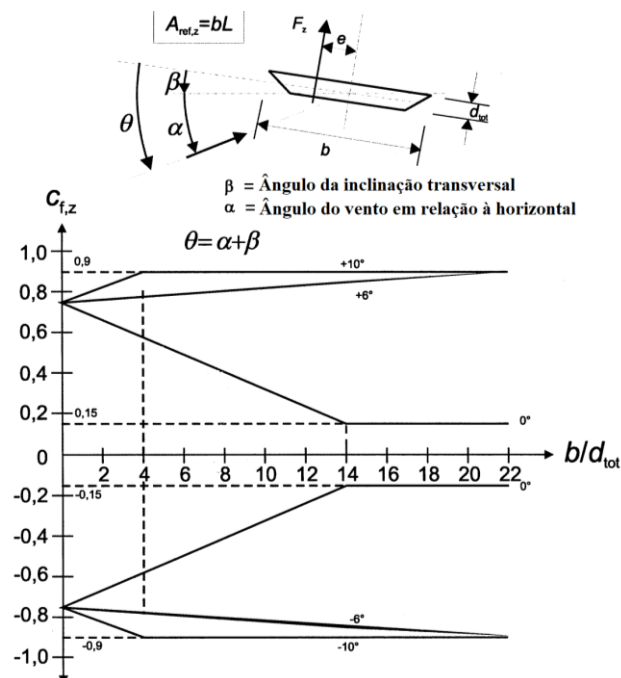 A_ref,z=bL
F_z
e
β
θ
α
b
d_tot
β = Ângulo da inclinação transversal
α = Ângulo do vento em relação à horizontal
c_f,z
θ=α+β
1,0
0,9
+10°
0,8
+6°
0,6
0,4
0,2
0,15
0°
0
b/d_tot
2 4 6 8 10 12 14 16 18 20 22
-0,2
-0,15
0°
-0,4
-0,6
-0,8
-6°
-0,9
-10°
-1,0